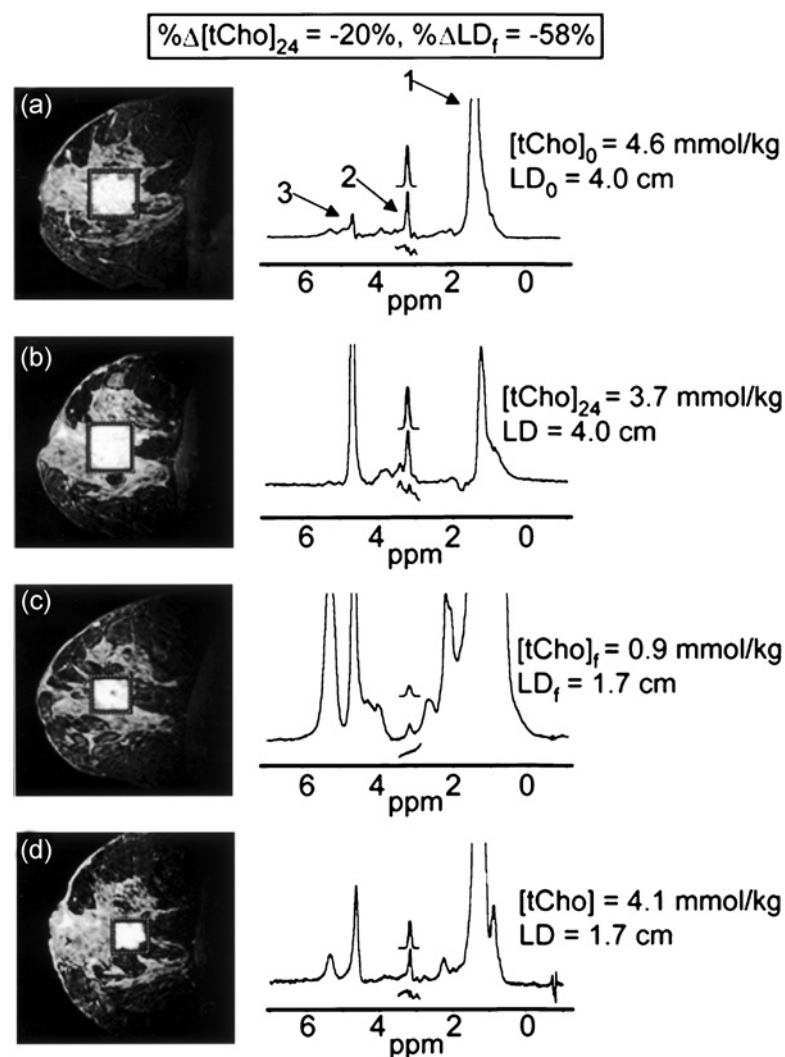 %Δ[tCho]₂₄ = -20%, %ΔLD_f = -58%
(a)
1
2
3
[tCho]₀ = 4.6 mmol/kg
LD₀ = 4.0 cm
6 4 2 0
ppm
(b)
[tCho]₂₄ = 3.7 mmol/kg
LD = 4.0 cm
6 4 2 0
ppm
(c)
[tCho]_f = 0.9 mmol/kg
LD_f = 1.7 cm
6 4 2 0
ppm
(d)
[tCho] = 4.1 mmol/kg
LD = 1.7 cm
6 4 2 0
ppm